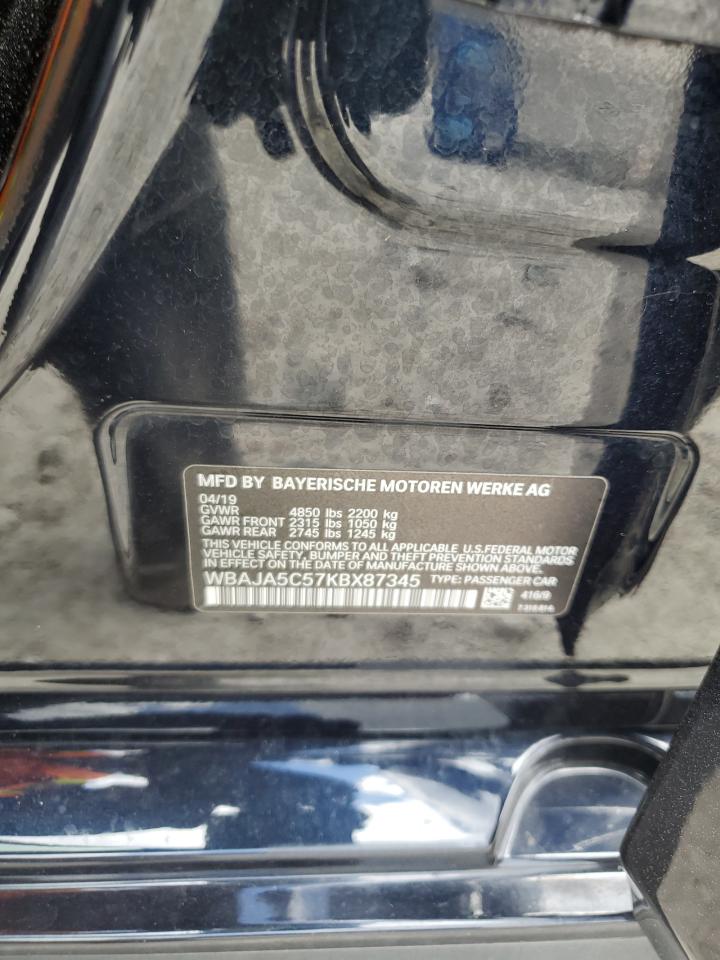 MFD BY BAYERISCHE MOTOREN WERKE AG
04/19
GVWR 4850 lbs 2200 kg
GAWR FRONT 2315 lbs 1050 kg
GAWR REAR 2745 lbs 1245 kg
THIS VEHICLE CONFORMS TO ALL APPLICABLE U.S.FEDERAL MOTOR
VEHICLE SAFETY, BUMPER AND THEFT PREVENTION STANDARDS
IN EFFECT ON THE DATE OF MANUFACTURE SHOWN ABOVE.
WBAJA5C57KBX87345 TYPE: PASSENGER CAR
416/9